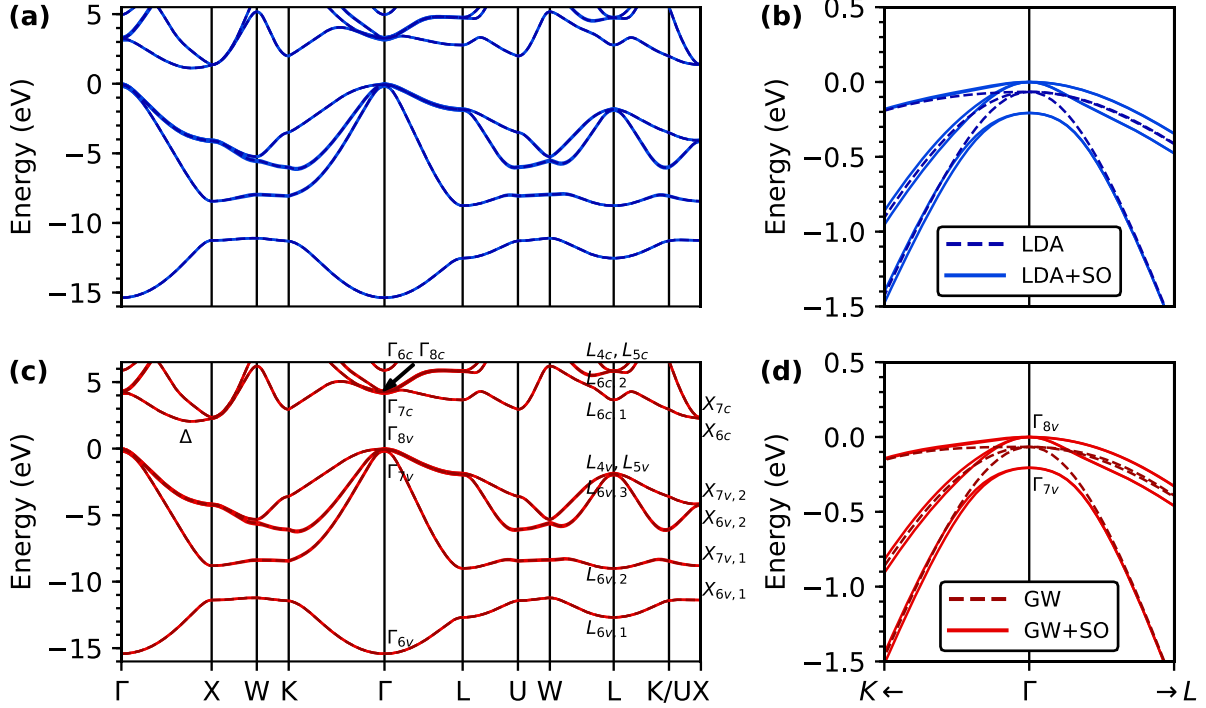 (a)
5
0
−5
−10
−15
Energy (eV)
(b)
0.5
0.0
−0.5
−1.0
−1.5
Energy (eV)
LDA
LDA+SO
(c)
5
0
−5
−10
−15
Energy (eV)
Γ6c Γ8c
Γ7c
Γ8v
Γ7v
Γ6v
Δ
L4c, L5c
L6c,2
L6c,1
L4v, L5v
L6v,3
L6v,2
L6v,1
X7c
X6c
X7v,2
X6v,2
X7v,1
X6v,1
Γ X W K Γ L U W L K/U X
(d)
0.5
0.0
−0.5
−1.0
−1.5
Energy (eV)
Γ8v
Γ7v
GW
GW+SO
K ← Γ → L